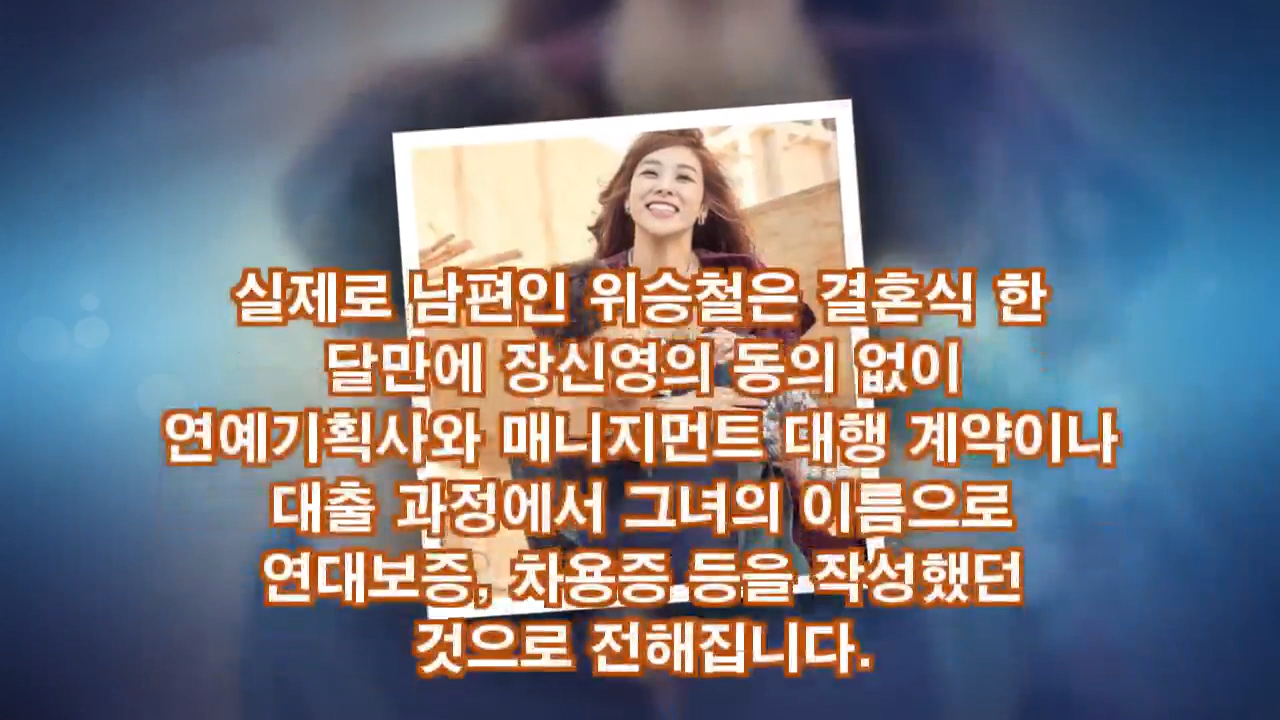 실제로 남편인 위승철은 결혼식 한
달만에 장신영의 동의 없이
연예기획사와 매니지먼트 대행 계약이나
대출 과정에서 그녀의 이름으로
연대보증, 차용증 등을 작성했던
것으로 전해집니다.